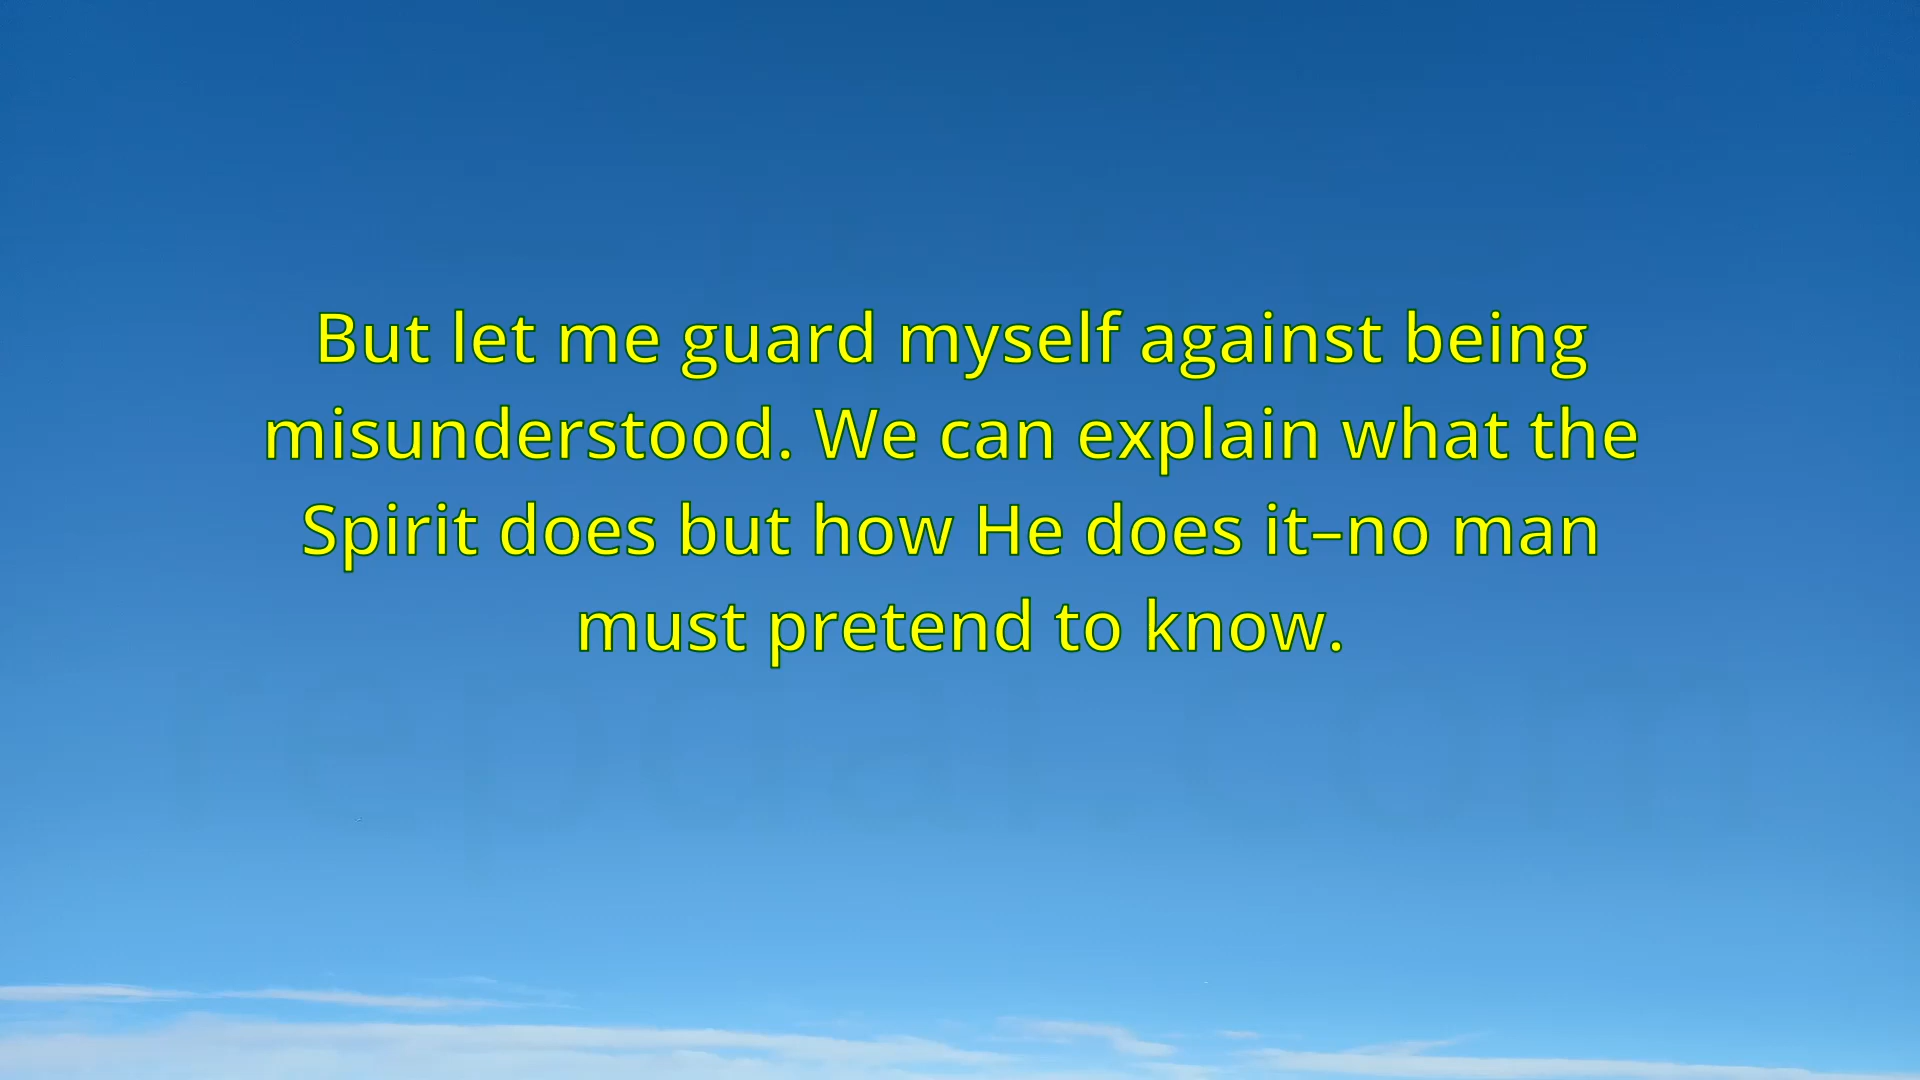 But let me guard myself against being
misunderstood. We can explain what the
Spirit does but how He does it–no man
must pretend to know.